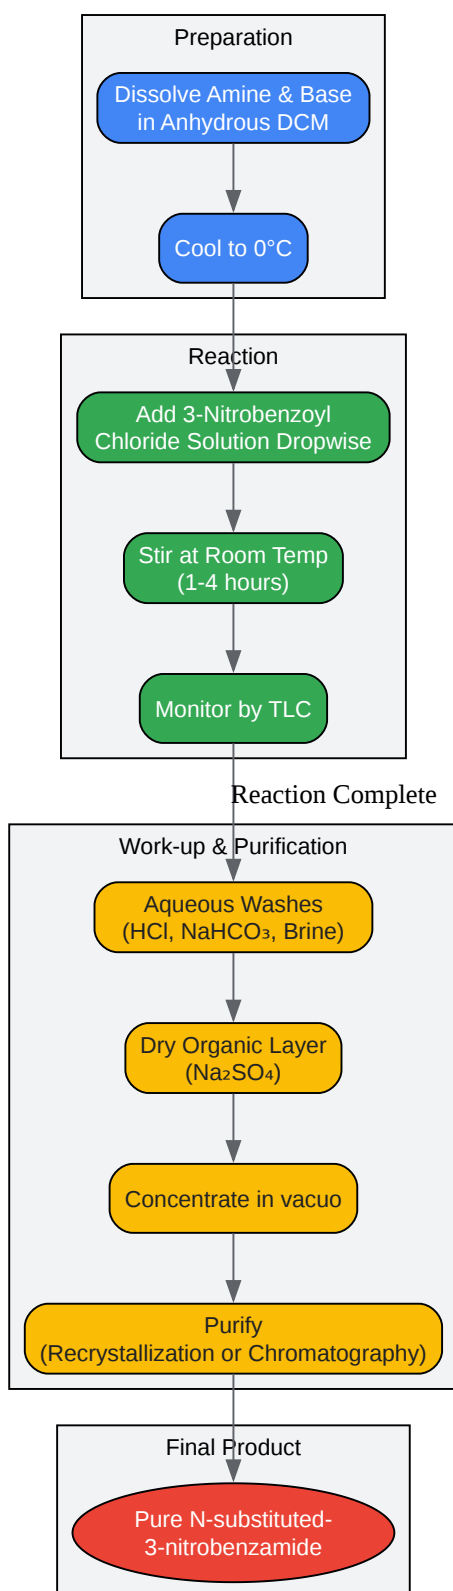 Preparation
Dissolve Amine & Base
in Anhydrous DCM
Cool to 0°C
Reaction
Add 3-Nitrobenzoyl
Chloride Solution Dropwise
Stir at Room Temp
(1-4 hours)
Monitor by TLC
Reaction Complete
Work-up & Purification
Aqueous Washes
(HCl, NaHCO₃, Brine)
Dry Organic Layer
(Na₂SO₄)
Concentrate in vacuo
Purify
(Recrystallization or Chromatography)
Final Product
Pure N-substituted-
3-nitrobenzamide